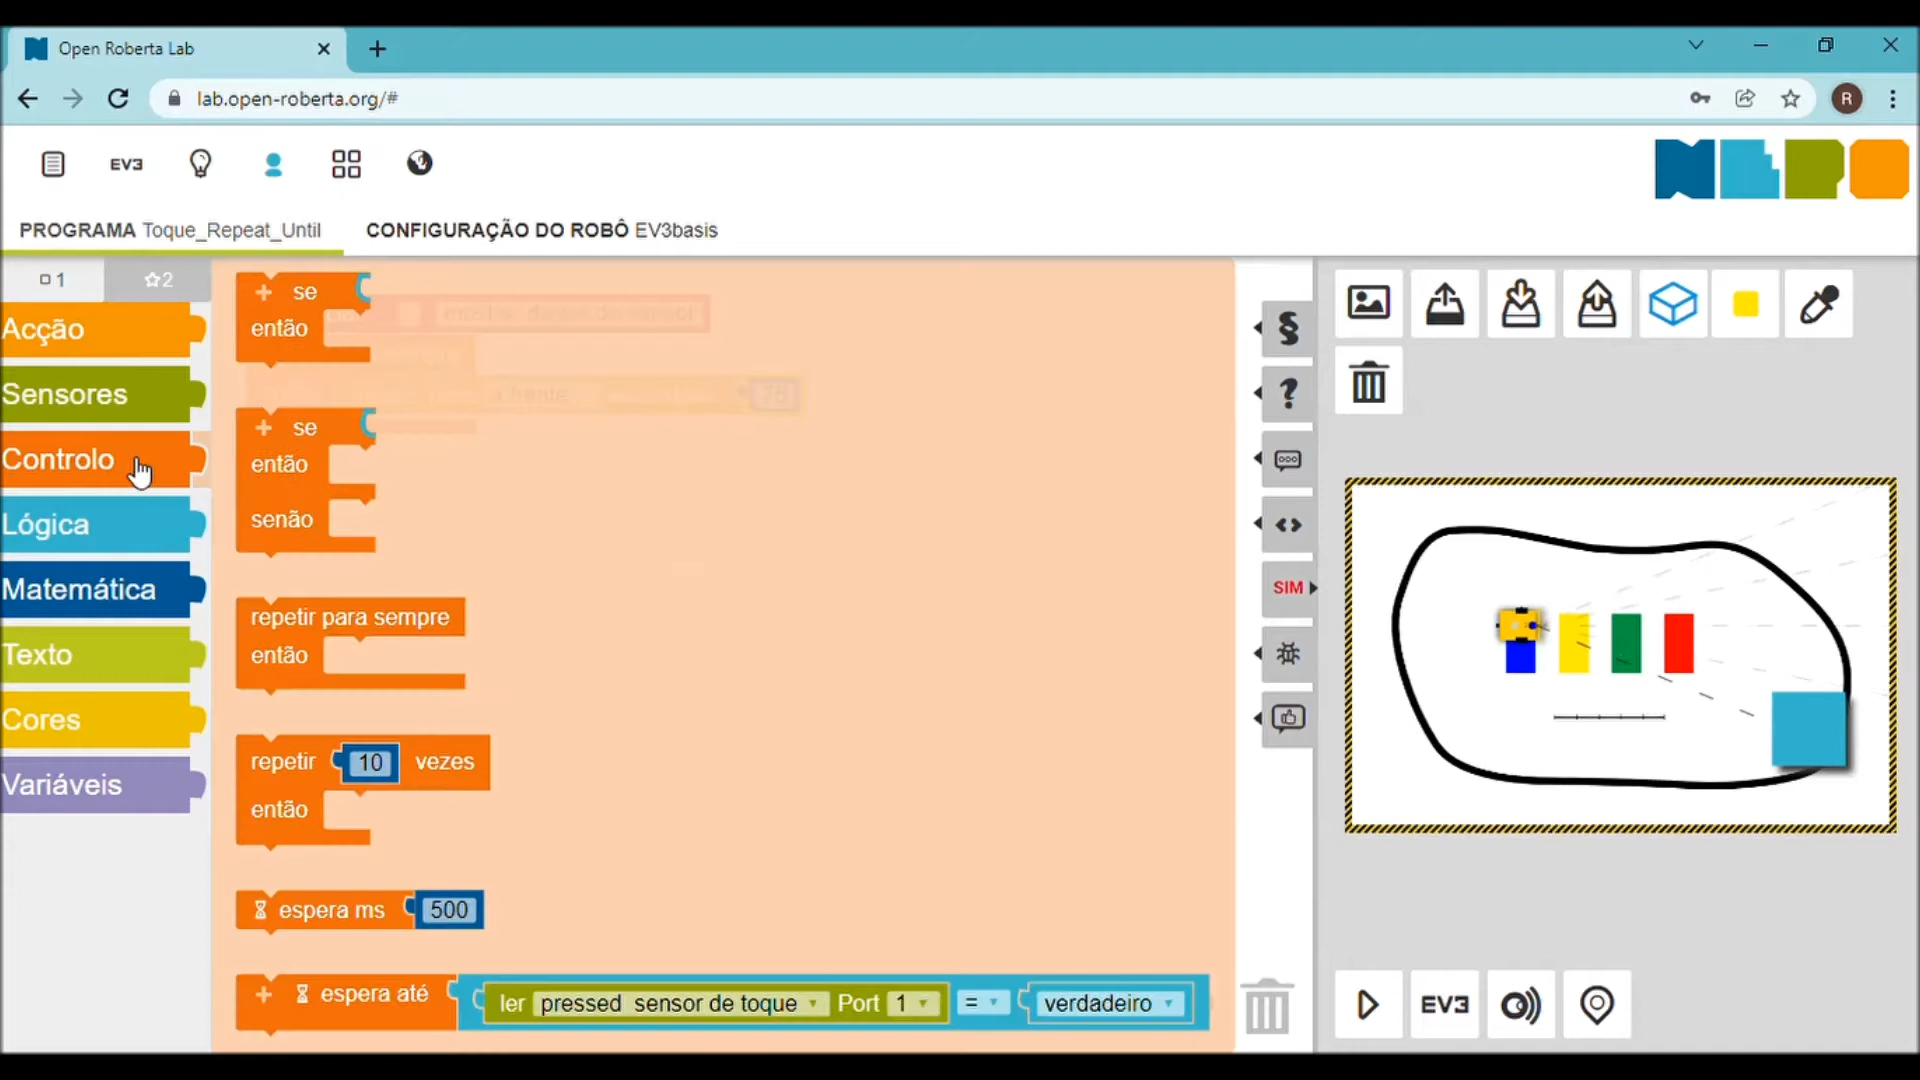 Open Roberta Lab
lab.open-roberta.org/#
R
EV3
PROGRAMA Toque_Repeat_Until
CONFIGURAÇÃO DO ROBÔ EV3basis
1
2
Acção
Sensores
Controlo
Lógica
Matemática
Texto
Cores
Variáveis
+ se
então
+ se
então
senão
repetir para sempre
então
repetir 10 vezes
então
espera ms 500
+ espera até ler pressed sensor de toque Port 1 = verdadeiro
75
§
?
SIM
EV3